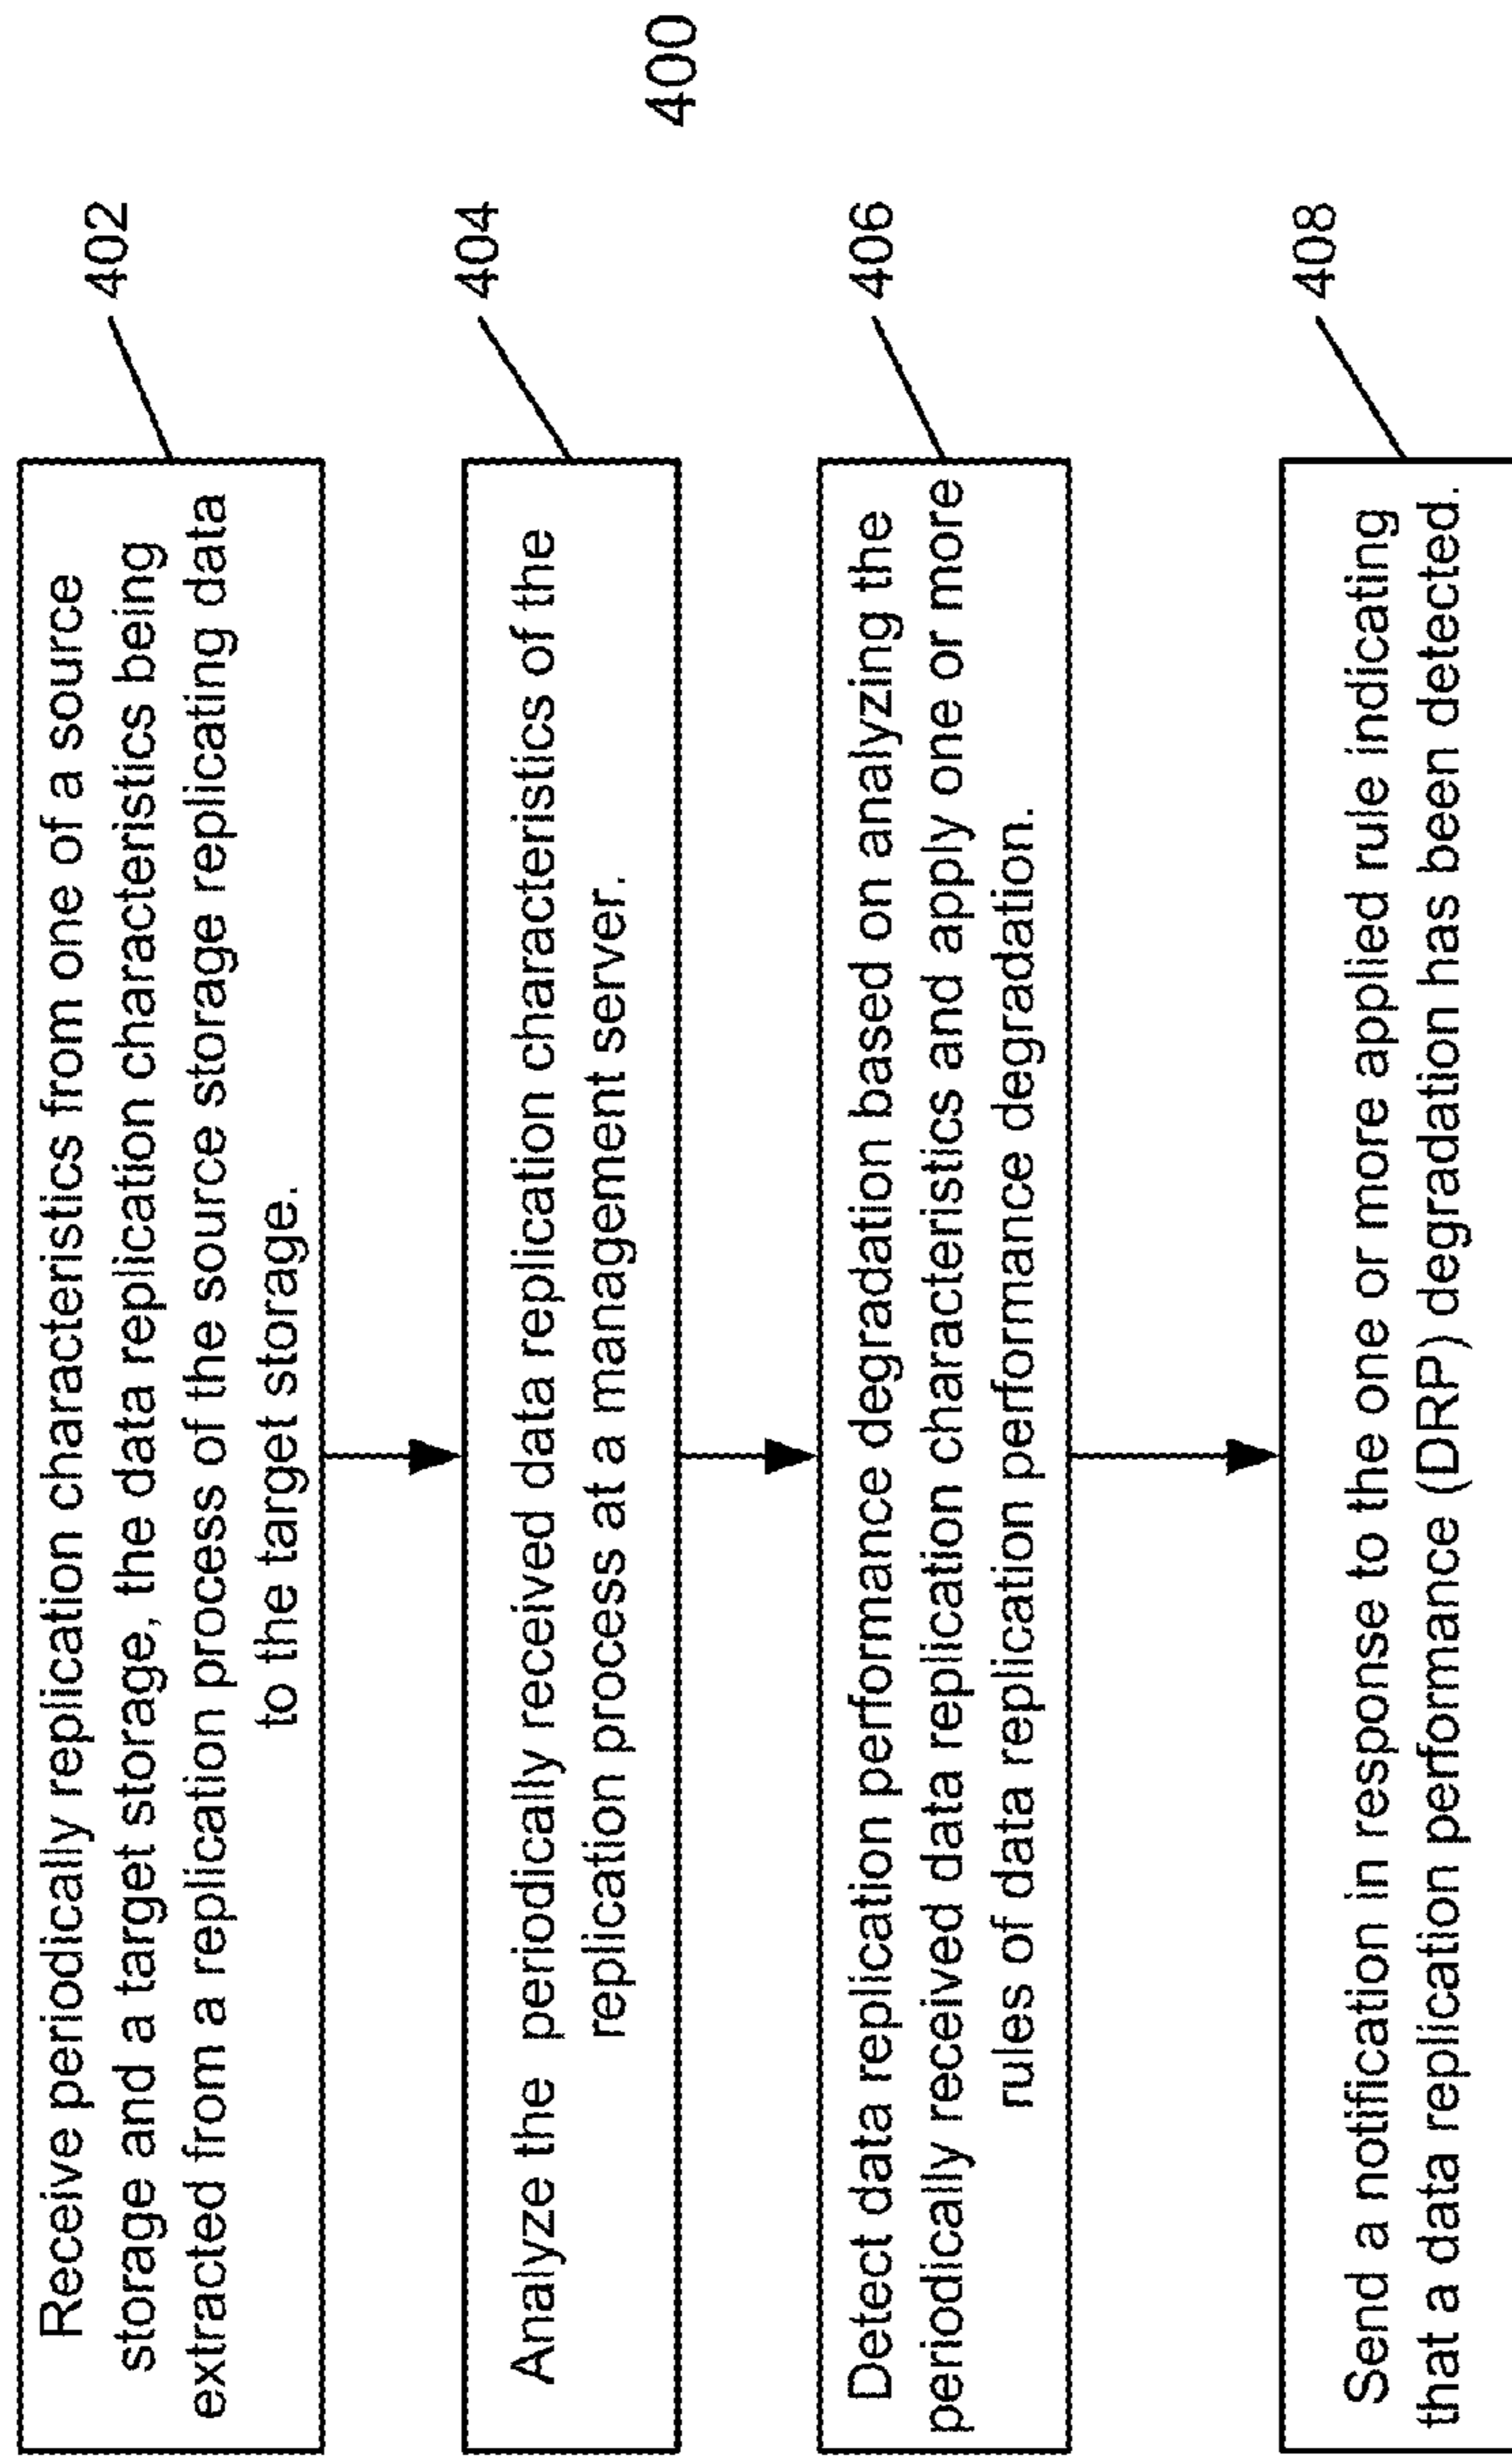 Receive periodically replication characteristics from one of a source
storage and a target storage, the data replication characteristics being
extracted from a replication process of the source storage replicating data
to the target storage.
402
Analyze the periodically received data replication characteristics of the
replication process at a management server.
404
Detect data replication performance degradation based on analyzing the
periodically received data replication characteristics and apply one or more
rules of data replication performance degradation.
406
Send a notification in response to the one or more applied rule indicating
that a data replication performance (DRP) degradation has been detected.
408
400